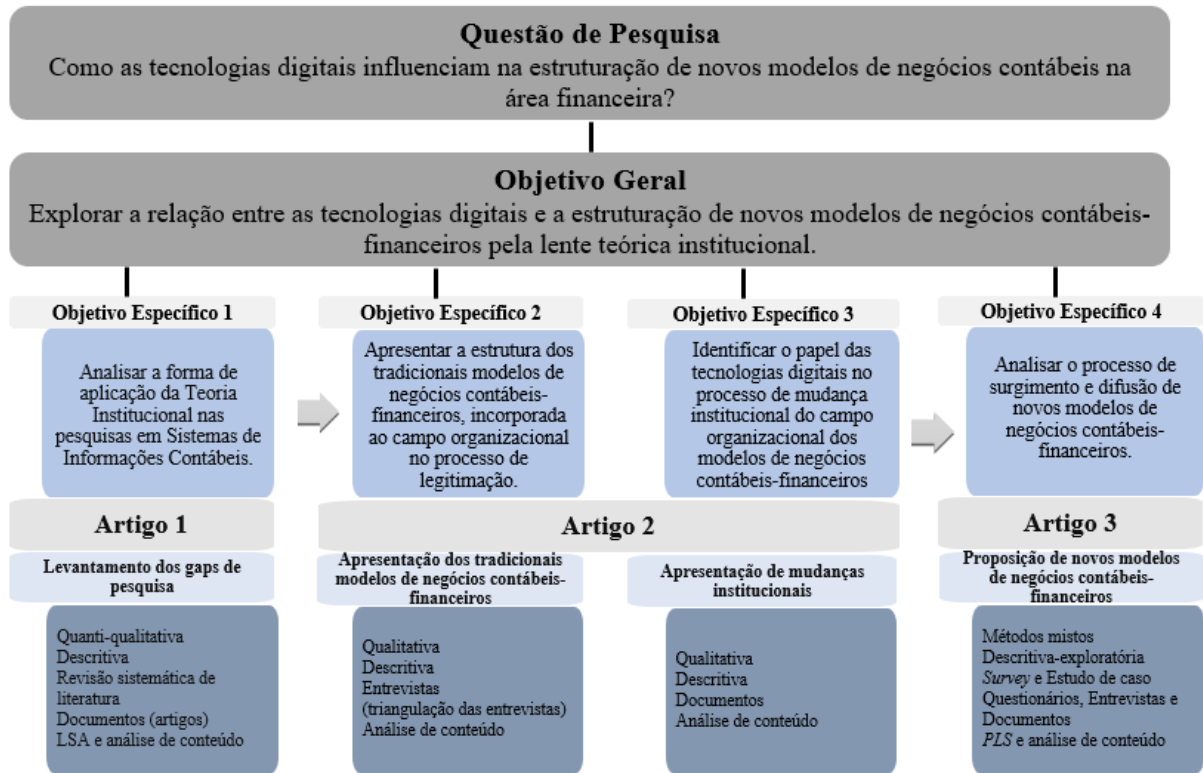 Questão de Pesquisa
Como as tecnologias digitais influenciam na estruturação de novos modelos de negócios contábeis na
área financeira?
Objetivo Geral
Explorar a relação entre as tecnologias digitais e a estruturação de novos modelos de negócios contábeis-
financeiros pela lente teórica institucional.
Objetivo Específico 1
Analisar a forma de
aplicação da Teoria
Institucional nas
pesquisas em Sistemas de
Informações Contábeis.
Objetivo Específico 2
Apresentar a estrutura dos
tradicionais modelos de
negócios contábeis-
financeiros, incorporada
ao campo organizacional
no processo de
legitimação.
Objetivo Específico 3
Identificar o papel das
tecnologias digitais no
processo de mudança
institucional do campo
organizacional dos
modelos de negócios
contábeis-financeiros
Objetivo Específico 4
Analisar o processo de
surgimento e difusão de
novos modelos de
negócios contábeis-
financeiros.
Artigo 1
Levantamento dos gaps de
pesquisa
Quanti-qualitativa
Descritiva
Revisão sistemática de
literatura
Documentos (artigos)
LSA e análise de conteúdo
Artigo 2
Apresentação dos tradicionais
modelos de negócios contábeis-
financeiros
Qualitativa
Descritiva
Entrevistas
(triangulação das entrevistas)
Análise de conteúdo
Apresentação de mudanças
institucionais
Qualitativa
Descritiva
Documentos
Análise de conteúdo
Artigo 3
Proposição de novos modelos
de negócios contábeis-
financeiros
Métodos mistos
Descritiva-exploratória
Survey e Estudo de caso
Questionários, Entrevistas e
Documentos
PLS e análise de conteúdo